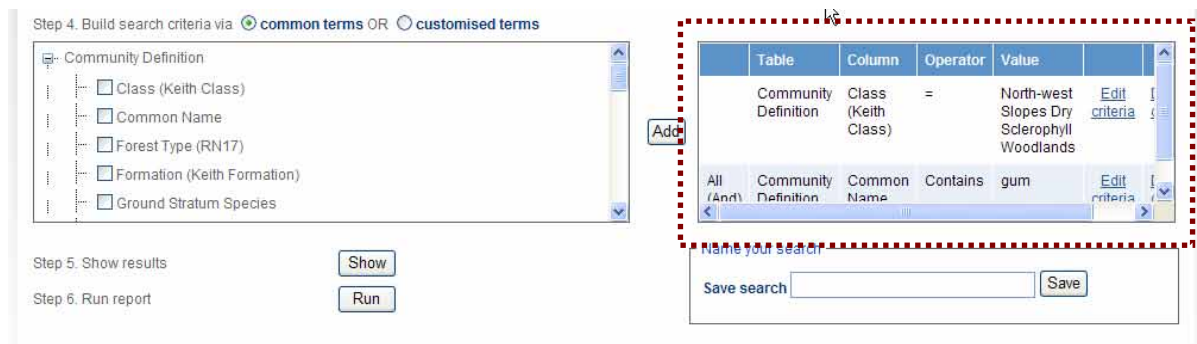 Step 4. Build search criteria via common terms OR customised terms
Community Definition
Class (Keith Class)
Common Name
Forest Type (RN17)
Formation (Keith Formation)
Ground Stratum Species
Add
Table Column Operator Value
Community Definition Class (Keith Class) = North-west Slopes Dry Sclerophyll Woodlands Edit criteria
All (And) Community Definition Common Name Contains gum Edit criteria
Step 5. Show results Show
Step 6. Run report Run
Name your search
Save search Save